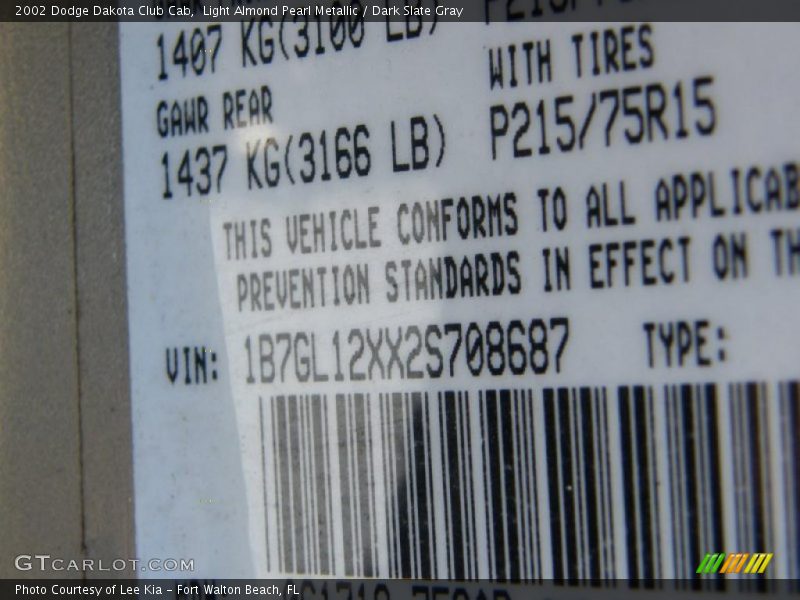 2002 Dodge Dakota Club Cab, Light Almond Pearl Metallic / Dark Slate Gray
1407 KG(3100 LB)
WITH TIRES
GAWR REAR
1437 KG(3166 LB) P215/75R15
THIS VEHICLE CONFORMS TO ALL APPLICAB
PREVENTION STANDARDS IN EFFECT ON TH
VIN: 1B7GL12XX2S708687 TYPE:
GTCARLOT.COM
Photo Courtesy of Lee Kia - Fort Walton Beach, FL